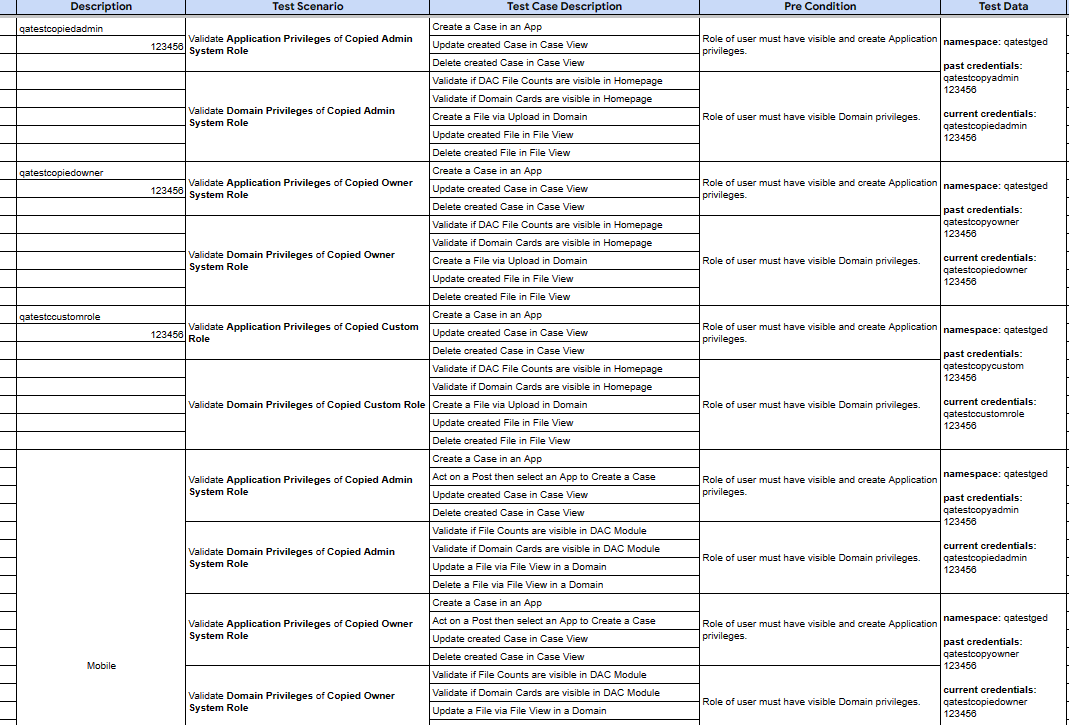 Description Test Scenario Test Case Description Pre Condition Test Data
qatestcopiedadmin
123456
Validate Application Privileges of Copied Admin
System Role
Create a Case in an App
Update created Case in Case View
Delete created Case in Case View
Role of user must have visible and create Application
privileges.
Validate Domain Privileges of Copied Admin
System Role
Validate if DAC File Counts are visible in Homepage
Validate if Domain Cards are visible in Homepage
Create a File via Upload in Domain
Update created File in File View
Delete created File in File View
Role of user must have visible Domain privileges.
namespace: qatestged
past credentials:
qatestcopyadmin
123456
current credentials:
qatestcopiedadmin
123456
qatestcopiedowner
123456
Validate Application Privileges of Copied Owner
System Role
Create a Case in an App
Update created Case in Case View
Delete created Case in Case View
Role of user must have visible and create Application
privileges.
Validate Domain Privileges of Copied Owner
System Role
Validate if DAC File Counts are visible in Homepage
Validate if Domain Cards are visible in Homepage
Create a File via Upload in Domain
Update created File in File View
Delete created File in File View
Role of user must have visible Domain privileges.
namespace: qatestged
past credentials:
qatestcopyowner
123456
current credentials:
qatestcopiedowner
123456
qatestccustomrole
123456
Validate Application Privileges of Copied Custom
Role
Create a Case in an App
Update created Case in Case View
Delete created Case in Case View
Role of user must have visible and create Application
privileges.
Validate Domain Privileges of Copied Custom Role
Validate if DAC File Counts are visible in Homepage
Validate if Domain Cards are visible in Homepage
Create a File via Upload in Domain
Update created File in File View
Delete created File in File View
Role of user must have visible Domain privileges.
namespace: qatestged
past credentials:
qatestcopycustom
123456
current credentials:
qatestccustomrole
123456
Mobile
Validate Application Privileges of Copied Admin
System Role
Create a Case in an App
Act on a Post then select an App to Create a Case
Update created Case in Case View
Delete created Case in Case View
Role of user must have visible and create Application
privileges.
Validate Domain Privileges of Copied Admin
System Role
Validate if File Counts are visible in DAC Module
Validate if Domain Cards are visible in DAC Module
Update a File via File View in a Domain
Delete a File via File View in a Domain
Role of user must have visible Domain privileges.
namespace: qatestged
past credentials:
qatestcopyadmin
123456
current credentials:
qatestcopiedadmin
123456
Validate Application Privileges of Copied Owner
System Role
Create a Case in an App
Act on a Post then select an App to Create a Case
Update created Case in Case View
Delete created Case in Case View
Role of user must have visible and create Application
privileges.
Validate Domain Privileges of Copied Owner
System Role
Validate if File Counts are visible in DAC Module
Validate if Domain Cards are visible in DAC Module
Update a File via File View in a Domain
Role of user must have visible Domain privileges.
namespace: qatestged
past credentials:
qatestcopyowner
123456
current credentials:
qatestcopiedowner
123456